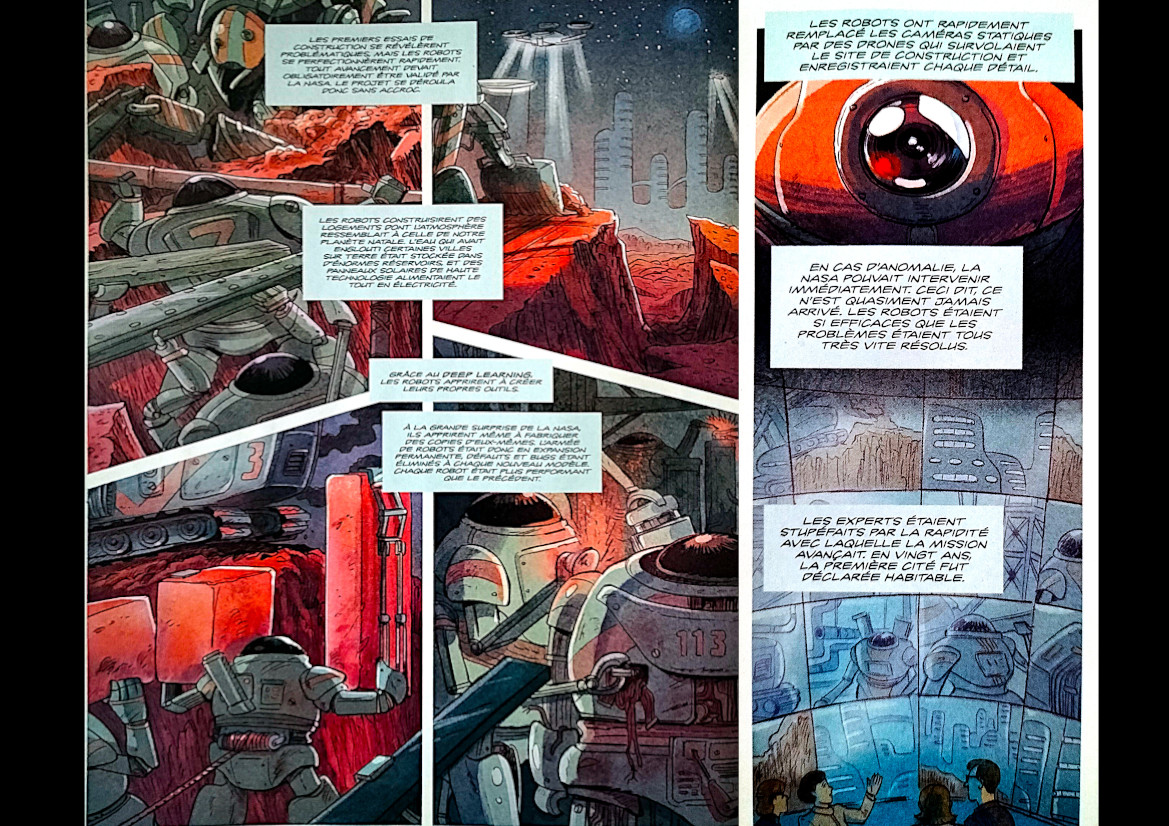 LES PREMIERS ESSAIS DE
CONSTRUCTION SE RÉVÉLÈRENT
PROBLÉMATIQUES, MAIS LES ROBOTS
SE PERFECTIONNÈRENT RAPIDEMENT.
TOUT AVANCEMENT DEVAIT
OBLIGATOIREMENT ÊTRE VALIDÉ PAR
LA NASA. LE PROJET SE DÉROULA
DONC SANS ACCROC.
7
LES ROBOTS CONSTRUISIRENT DES
LOGEMENTS DONT L'ATMOSPHÈRE
RESSEMBLAIT À CELLE DE NOTRE
PLANÈTE NATALE. L'EAU QUI AVAIT
ENGLOUTI CERTAINES VILLES
SUR TERRE ÉTAIT STOCKÉE DANS
D'ÉNORMES RÉSERVOIRS, ET DES
PANNEAUX SOLAIRES DE HAUTE
TECHNOLOGIE ALIMENTAIENT LE
TOUT EN ÉLECTRICITÉ.
GRÂCE AU DEEP LEARNING,
LES ROBOTS APPRIRENT À CRÉER
LEURS PROPRES OUTILS.
À LA GRANDE SURPRISE DE LA NASA,
ILS APPRIRENT MÊME À FABRIQUER
DES COPIES D'EUX-MÊMES. L'ARMÉE
DE ROBOTS ÉTAIT DONC EN EXPANSION
PERMANENTE, DÉFAUTS ET BUGS ÉTANT
ÉLIMINÉS À CHAQUE NOUVEAU MODÈLE.
CHAQUE ROBOT ÉTAIT PLUS PERFORMANT
QUE LE PRÉCÉDENT.
3
113
LES ROBOTS ONT RAPIDEMENT
REMPLACÉ LES CAMÉRAS STATIQUES
PAR DES DRONES QUI SURVOLAIENT
LE SITE DE CONSTRUCTION ET
ENREGISTRAIENT CHAQUE DÉTAIL.
EN CAS D'ANOMALIE, LA
NASA POUVAIT INTERVENIR
IMMÉDIATEMENT. CECI DIT, CE
N'EST QUASIMENT JAMAIS
ARRIVÉ. LES ROBOTS ÉTAIENT
SI EFFICACES QUE LES
PROBLÈMES ÉTAIENT TOUS
TRÈS VITE RÉSOLUS.
LES EXPERTS ÉTAIENT
STUPÉFAITS PAR LA RAPIDITÉ
AVEC LAQUELLE LA MISSION
AVANÇAIT. EN VINGT ANS,
LA PREMIÈRE CITÉ FUT
DÉCLARÉE HABITABLE.